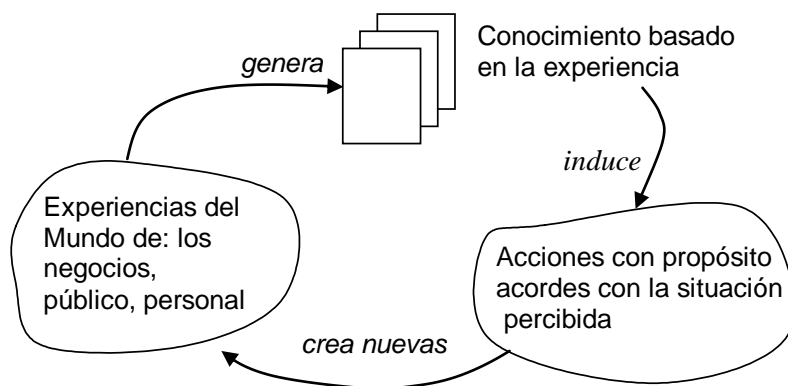 Conocimiento basado
en la experiencia
genera
induce
Experiencias del
Mundo de: los
negocios,
público, personal
Acciones con propósito
acordes con la situación
percibida
crea nuevas